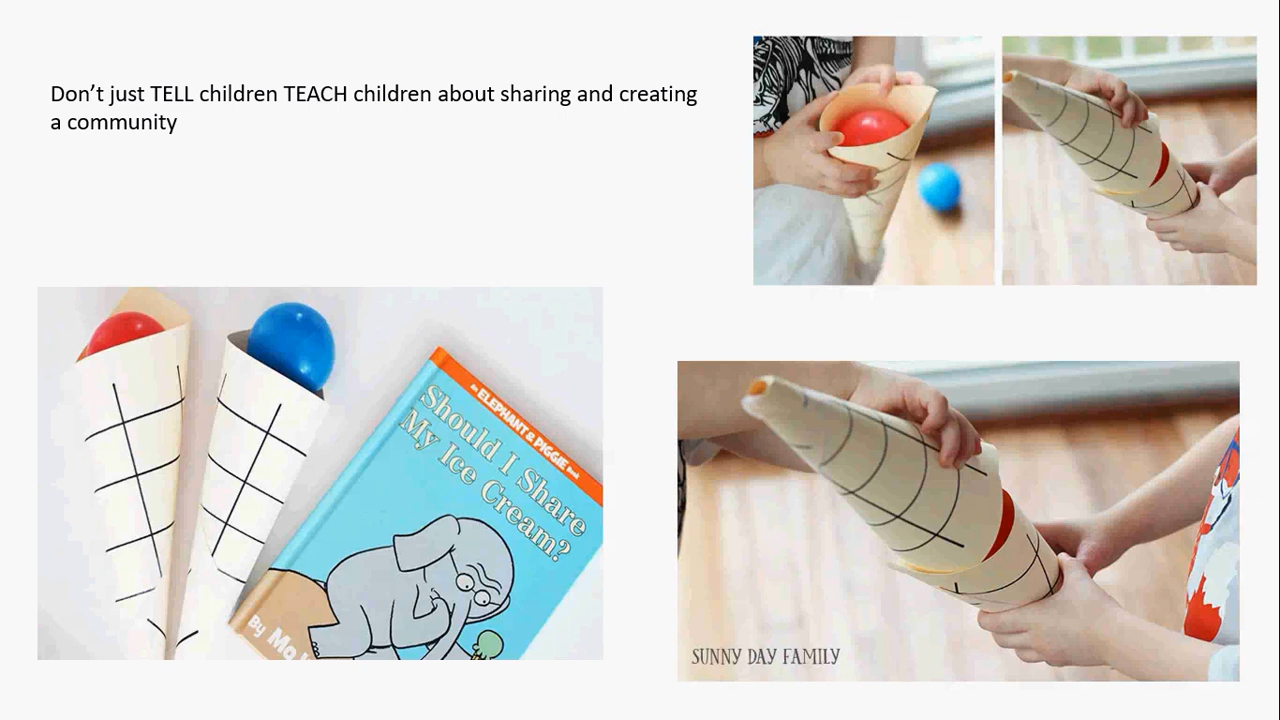 Don’t just TELL children TEACH children about sharing and creating
a community
an ELEPHANT & PIGGIE Book
Should I Share
My Ice Cream?
By Mo
SUNNY DAY FAMILY